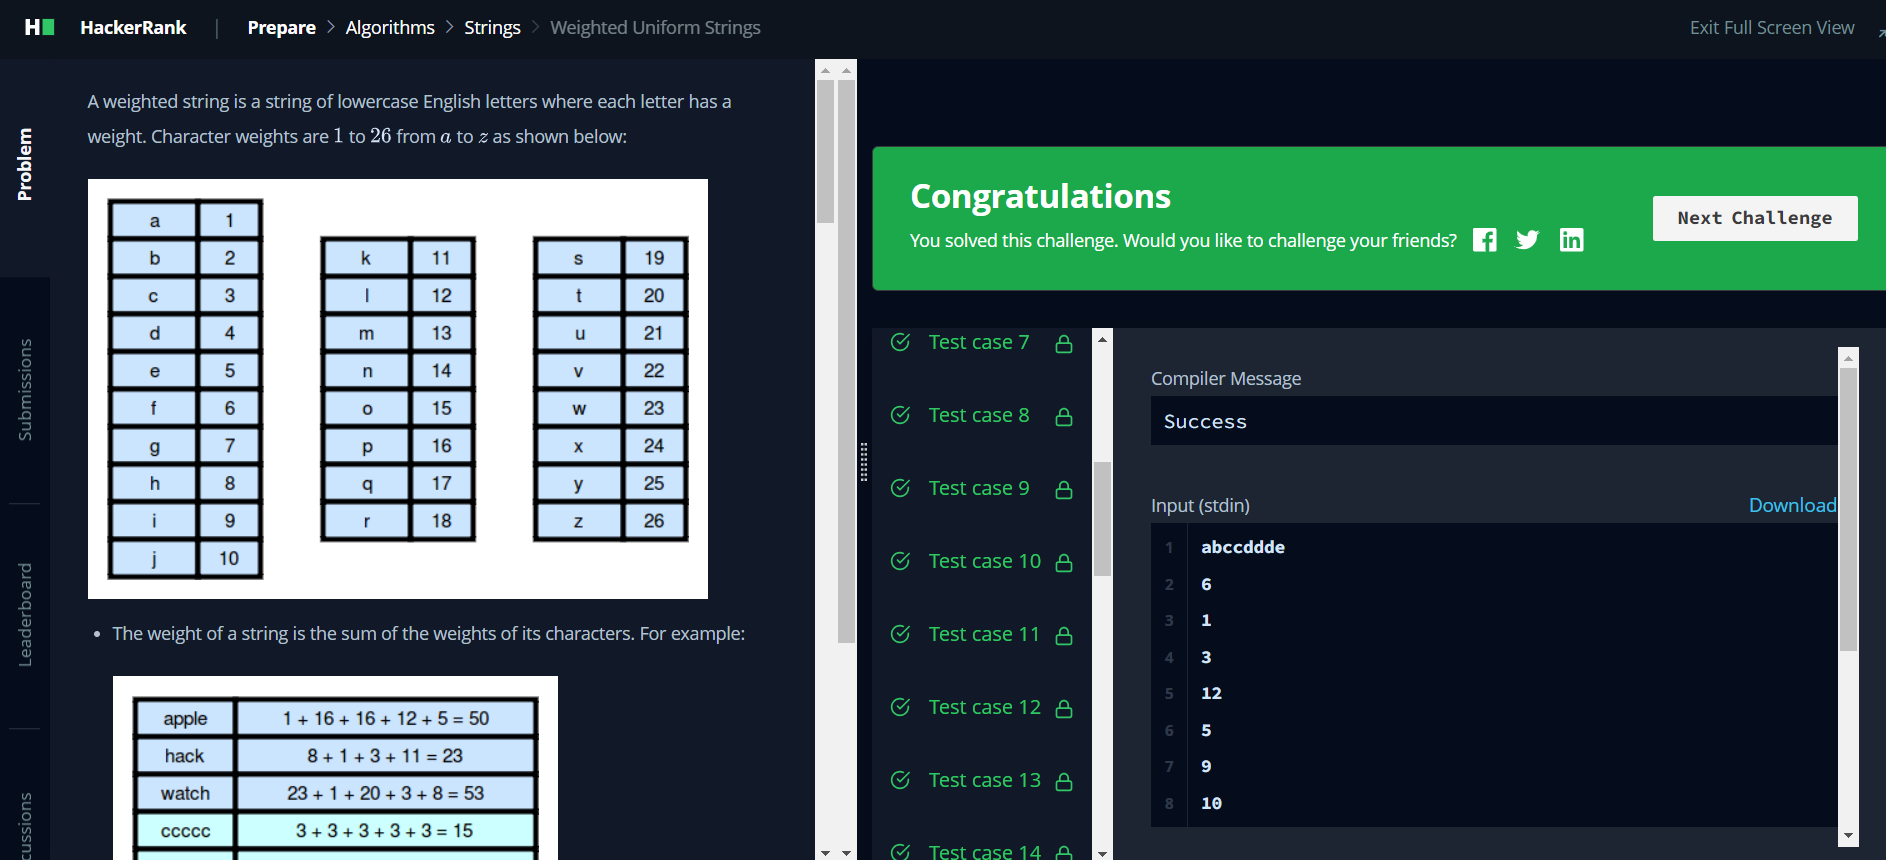 HackerRank | Prepare > Algorithms > Strings > Weighted Uniform Strings
Exit Full Screen View
Problem
Submissions
Leaderboard
cussions
A weighted string is a string of lowercase English letters where each letter has a
weight. Character weights are 1 to 26 from a to z as shown below:
a 1
b 2
c 3
d 4
e 5
f 6
g 7
h 8
i 9
j 10
k 11
l 12
m 13
n 14
o 15
p 16
q 17
r 18
s 19
t 20
u 21
v 22
w 23
x 24
y 25
z 26
• The weight of a string is the sum of the weights of its characters. For example:
apple 1 + 16 + 16 + 12 + 5 = 50
hack 8 + 1 + 3 + 11 = 23
watch 23 + 1 + 20 + 3 + 8 = 53
ccccc 3 + 3 + 3 + 3 + 3 = 15
Congratulations
You solved this challenge. Would you like to challenge your friends?
Next Challenge
Test case 7
Test case 8
Test case 9
Test case 10
Test case 11
Test case 12
Test case 13
Test case 14
Compiler Message
Success
Input (stdin)
Download
1 abccddde
2 6
3 1
4 3
5 12
6 5
7 9
8 10